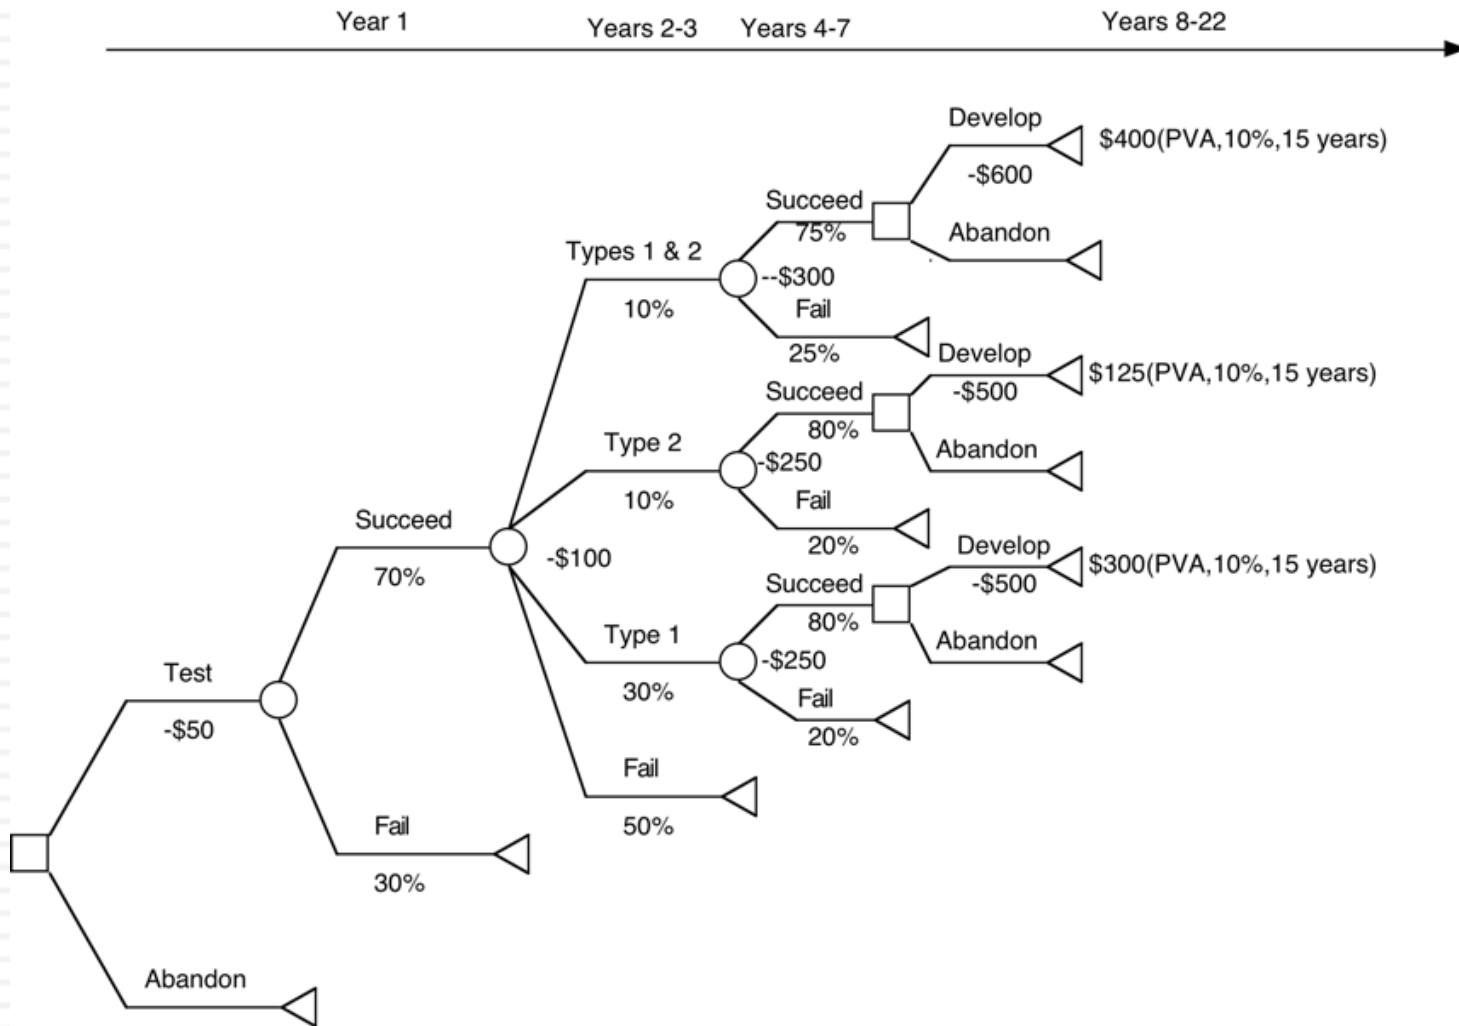 Year 1
Years 2-3
Years 4-7
Years 8-22
Develop
$400(PVA,10%,15 years)
-$600
Succeed
75%
Abandon
Types 1 & 2
--$300
10%
Fail
25%
Develop
$125(PVA,10%,15 years)
-$500
Succeed
80%
Type 2
Abandon
-$250
10%
Fail
20%
Succeed
70%
-$100
Develop
$300(PVA,10%,15 years)
-$500
Succeed
80%
Type 1
Abandon
-$250
30%
Fail
20%
Test
-$50
Fail
50%
Fail
30%
Abandon